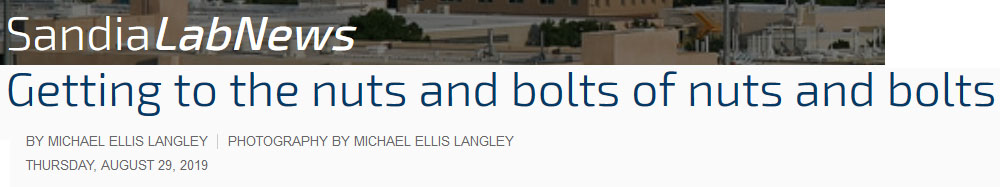 SandiaLabNews
Getting to the nuts and bolts of nuts and bolts
BY MICHAEL ELLIS LANGLEY | PHOTOGRAPHY BY MICHAEL ELLIS LANGLEY
THURSDAY, AUGUST 29, 2019